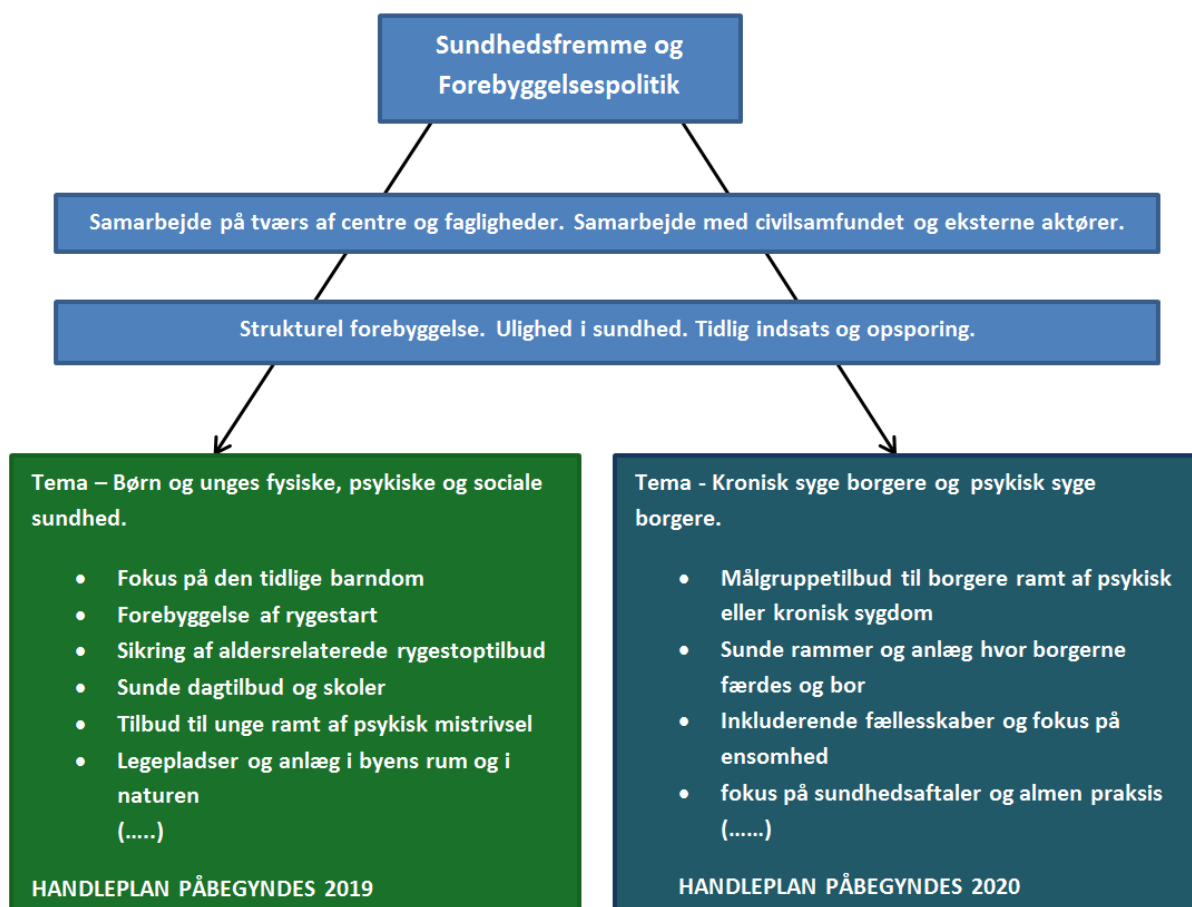 Sundhedsfremme og
Forebyggelsespolitik
Samarbejde på tværs af centre og fagligheder. Samarbejde med civilsamfundet og eksterne aktører.
Strukturel forebyggelse. Ulighed i sundhed. Tidlig indsats og opsporing.
Tema – Børn og unges fysiske, psykiske og sociale
sundhed.
• Fokus på den tidlige barndom
• Forebyggelse af rygestart
• Sikring af aldersrelaterede rygestoptilbud
• Sunde dagtilbud og skoler
• Tilbud til unge ramt af psykisk mistrivsel
• Legepladser og anlæg i byens rum og i
naturen
(…..)
HANDLEPLAN PÅBEGYNDES 2019
Tema - Kronisk syge borgere og psykisk syge
borgere.
• Målgruppetilbud til borgere ramt af psykisk
eller kronisk sygdom
• Sunde rammer og anlæg hvor borgerne
færdes og bor
• Inkluderende fællesskaber og fokus på
ensomhed
• fokus på sundhedsaftaler og almen praksis
(……)
HANDLEPLAN PÅBEGYNDES 2020